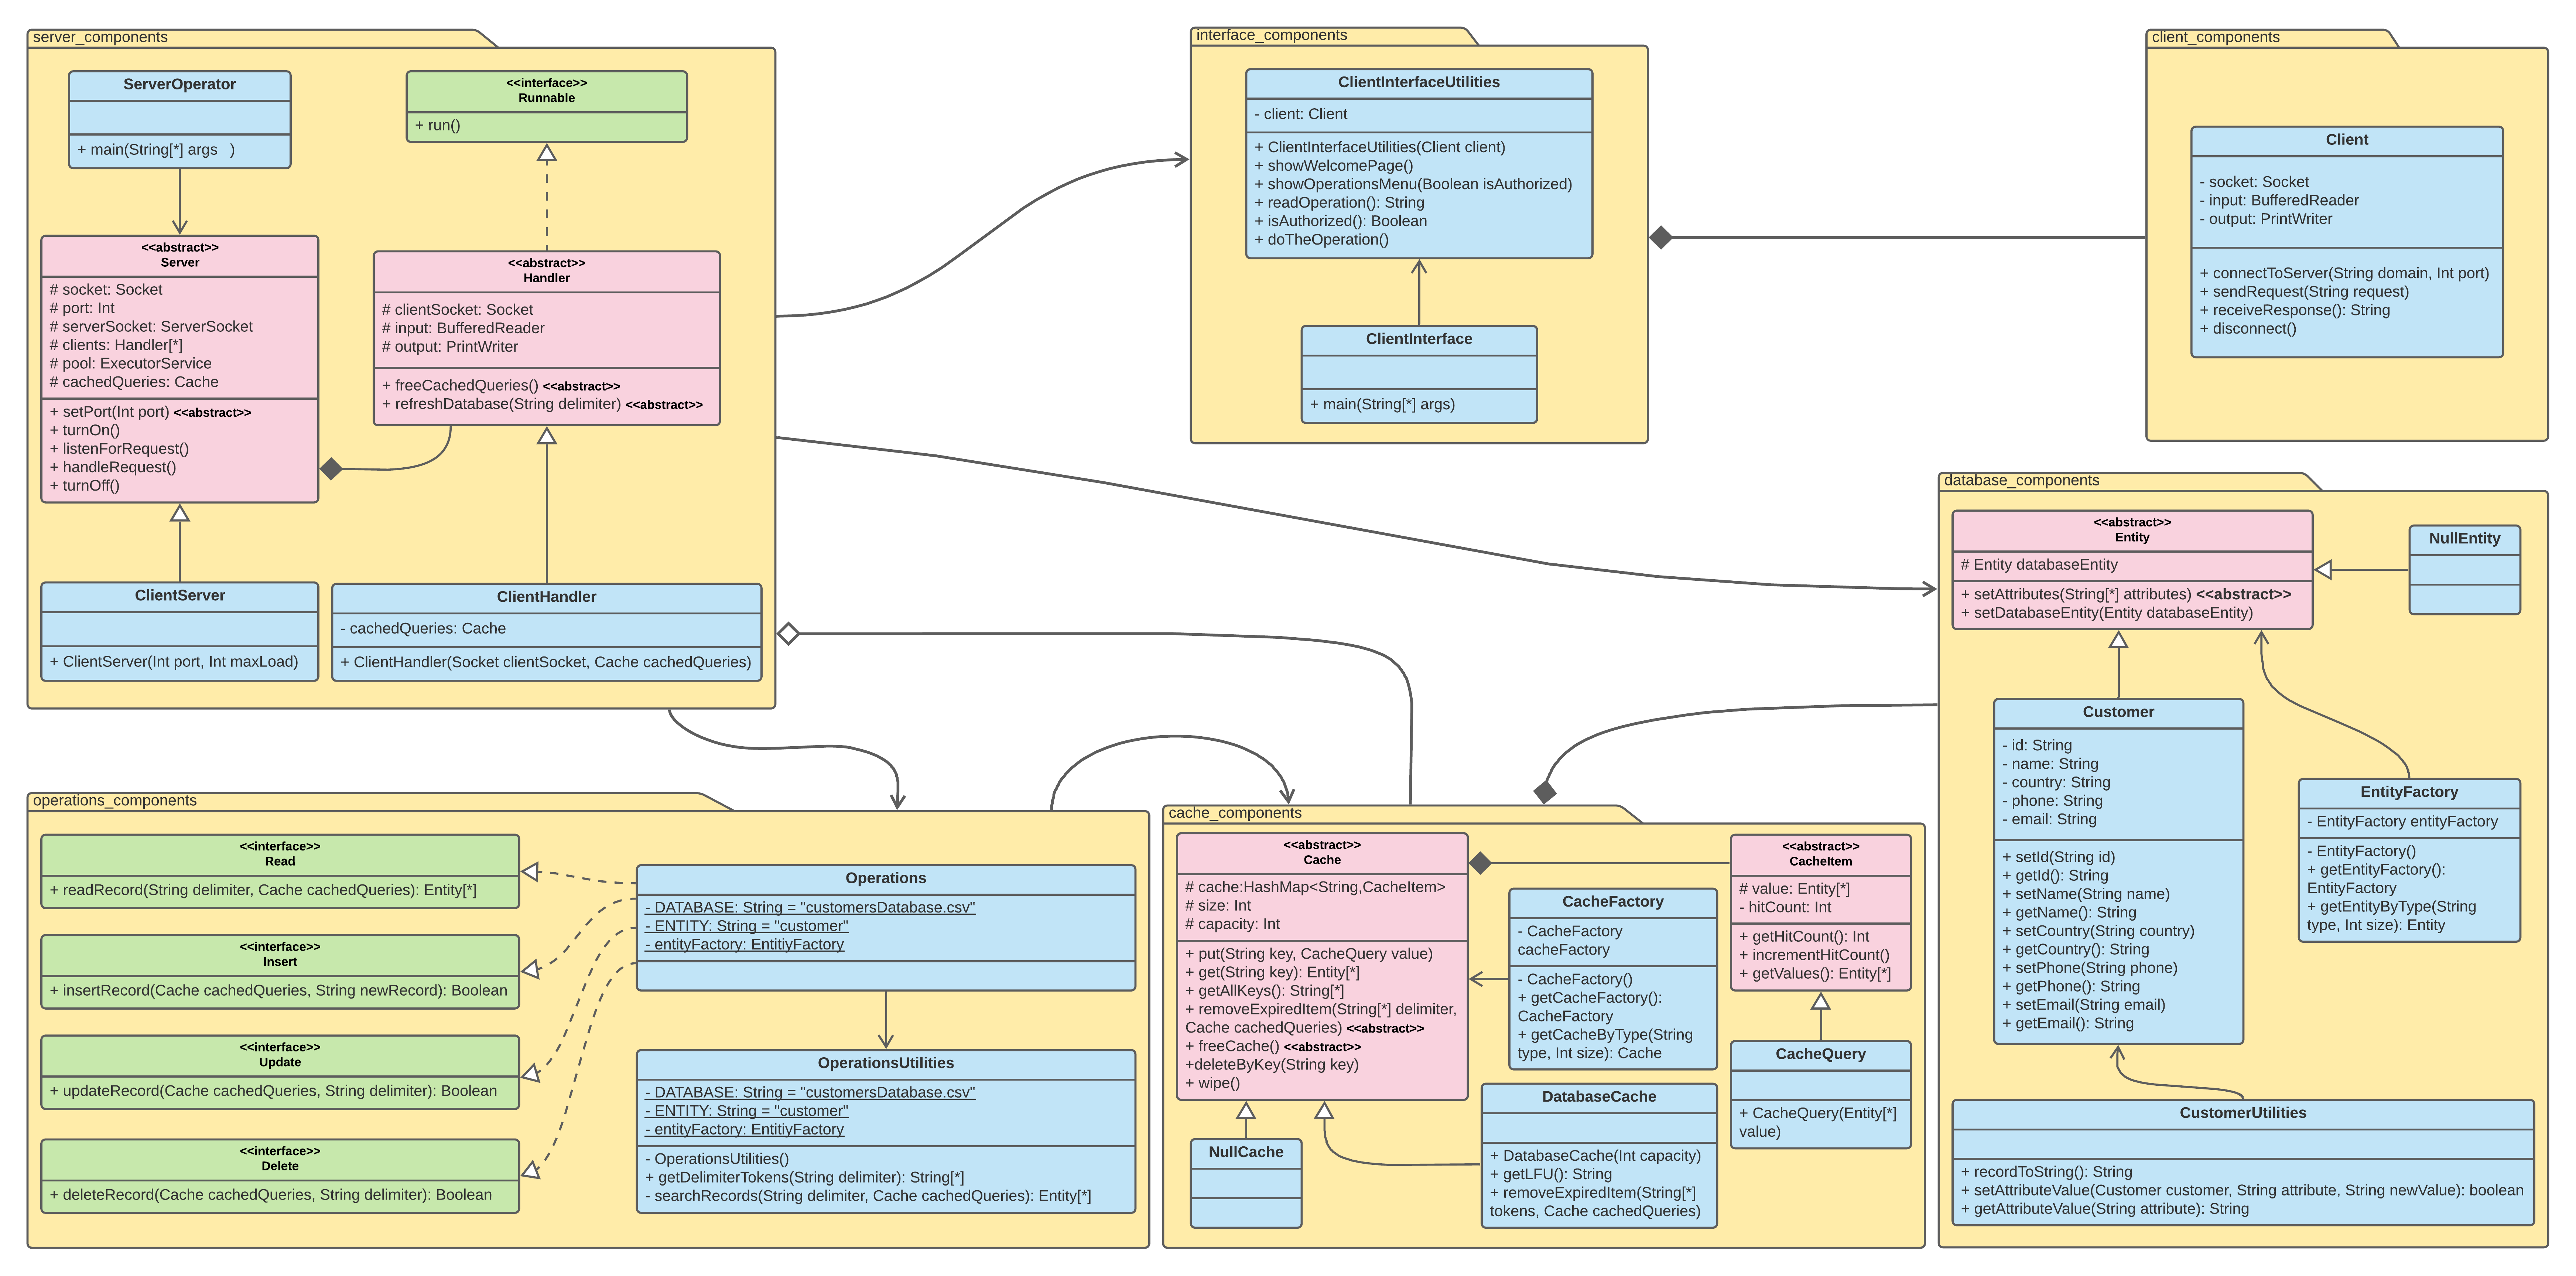 server_components
ServerOperator
+ main(String[*] args   )
<<interface>>
Runnable
+ run()
<<abstract>>
Server
# socket: Socket
# port: Int
# serverSocket: ServerSocket
# clients: Handler[*]
# pool: ExecutorService
# cachedQueries: Cache
+ setPort(Int port) <<abstract>>
+ turnOn()
+ listenForRequest()
+ handleRequest()
+ turnOff()
<<abstract>>
Handler
# clientSocket: Socket
# input: BufferedReader
# output: PrintWriter
+ freeCachedQueries() <<abstract>>
+ refreshDatabase(String delimiter) <<abstract>>
ClientServer
+ ClientServer(Int port, Int maxLoad)
ClientHandler
- cachedQueries: Cache
+ ClientHandler(Socket clientSocket, Cache cachedQueries)
interface_components
ClientInterfaceUtilities
- client: Client
+ ClientInterfaceUtilities(Client client)
+ showWelcomePage()
+ showOperationsMenu(Boolean isAuthorized)
+ readOperation(): String
+ isAuthorized(): Boolean
+ doTheOperation()
ClientInterface
+ main(String[*] args)
client_components
Client
- socket: Socket
- input: BufferedReader
- output: PrintWriter
+ connectToServer(String domain, Int port)
+ sendRequest(String request)
+ receiveResponse(): String
+ disconnect()
database_components
<<abstract>>
Entity
# Entity databaseEntity
+ setAttributes(String[*] attributes) <<abstract>>
+ setDatabaseEntity(Entity databaseEntity)
NullEntity
Customer
- id: String
- name: String
- country: String
- phone: String
- email: String
+ setId(String id)
+ getId(): String
+ setName(String name)
+ getName(): String
+ setCountry(String country)
+ getCountry(): String
+ setPhone(String phone)
+ getPhone(): String
+ setEmail(String email)
+ getEmail(): String
EntityFactory
- EntityFactory entityFactory
- EntityFactory()
+ getEntityFactory():
EntityFactory
+ getEntityByType(String
type, Int size): Entity
CustomerUtilities
+ recordToString(): String
+ setAttributeValue(Customer customer, String attribute, String newValue): boolean
+ getAttributeValue(String attribute): String
operations_components
<<interface>>
Read
+ readRecord(String delimiter, Cache cachedQueries): Entity[*]
<<interface>>
Insert
+ insertRecord(Cache cachedQueries, String newRecord): Boolean
<<interface>>
Update
+ updateRecord(Cache cachedQueries, String delimiter): Boolean
<<interface>>
Delete
+ deleteRecord(Cache cachedQueries, String delimiter): Boolean
Operations
- DATABASE: String = "customersDatabase.csv"
- ENTITY: String = "customer"
- entityFactory: EntitiyFactory
OperationsUtilities
- DATABASE: String = "customersDatabase.csv"
- ENTITY: String = "customer"
- entityFactory: EntitiyFactory
- OperationsUtilities()
+ getDelimiterTokens(String delimiter): String[*]
- searchRecords(String delimiter, Cache cachedQueries): Entity[*]
cache_components
<<abstract>>
Cache
# cache:HashMap<String,CacheItem>
# size: Int
# capacity: Int
+ put(String key, CacheQuery value)
+ get(String key): Entity[*]
+ getAllKeys(): String[*]
+ removeExpiredItem(String[*] delimiter,
Cache cachedQueries) <<abstract>>
+ freeCache() <<abstract>>
+deleteByKey(String key)
+ wipe()
NullCache
CacheFactory
- CacheFactory
cacheFactory
- CacheFactory()
+ getCacheFactory():
CacheFactory
+ getCacheByType(String
type, Int size): Cache
DatabaseCache
+ DatabaseCache(Int capacity)
+ getLFU(): String
+ removeExpiredItem(String[*]
tokens, Cache cachedQueries)
<<abstract>>
CacheItem
# value: Entity[*]
- hitCount: Int
+ getHitCount(): Int
+ incrementHitCount()
+ getValues(): Entity[*]
CacheQuery
+ CacheQuery(Entity[*]
value)